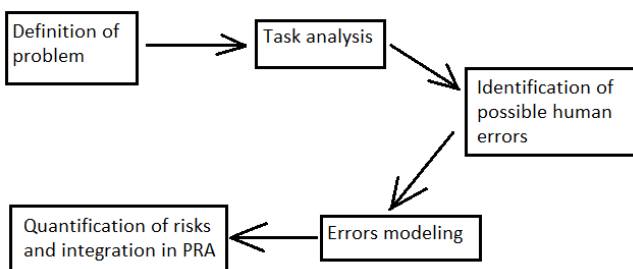 Definition of
problem
Task analysis
Identification of
possible human
errors
Errors modeling
Quantification of risks
and integration in PRA